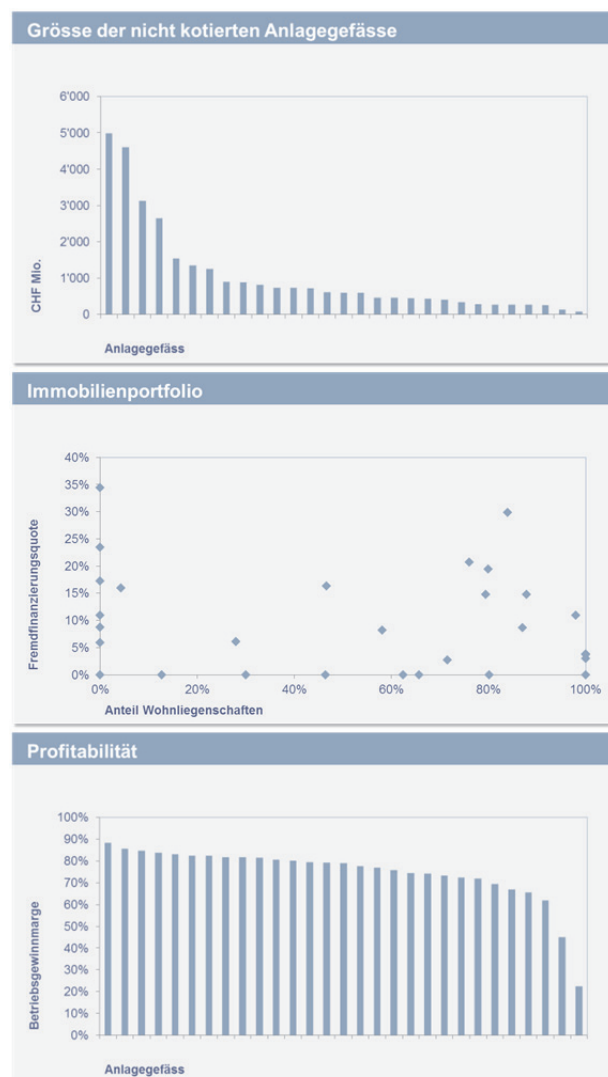 Grösse der nicht kotierten Anlagegefässe
6'000
5'000
4'000
3'000
2'000
1'000
0
CHF Mio.
Anlagegefäss
Immobilienportfolio
40%
35%
30%
25%
20%
15%
10%
5%
0%
Fremdfinanzierungsquote
0% 20% 40% 60% 80% 100%
Anteil Wohnliegenschaften
Profitabilität
100%
90%
80%
70%
60%
50%
40%
30%
20%
10%
0%
Betriebsgewinnmarge
Anlagegefäss